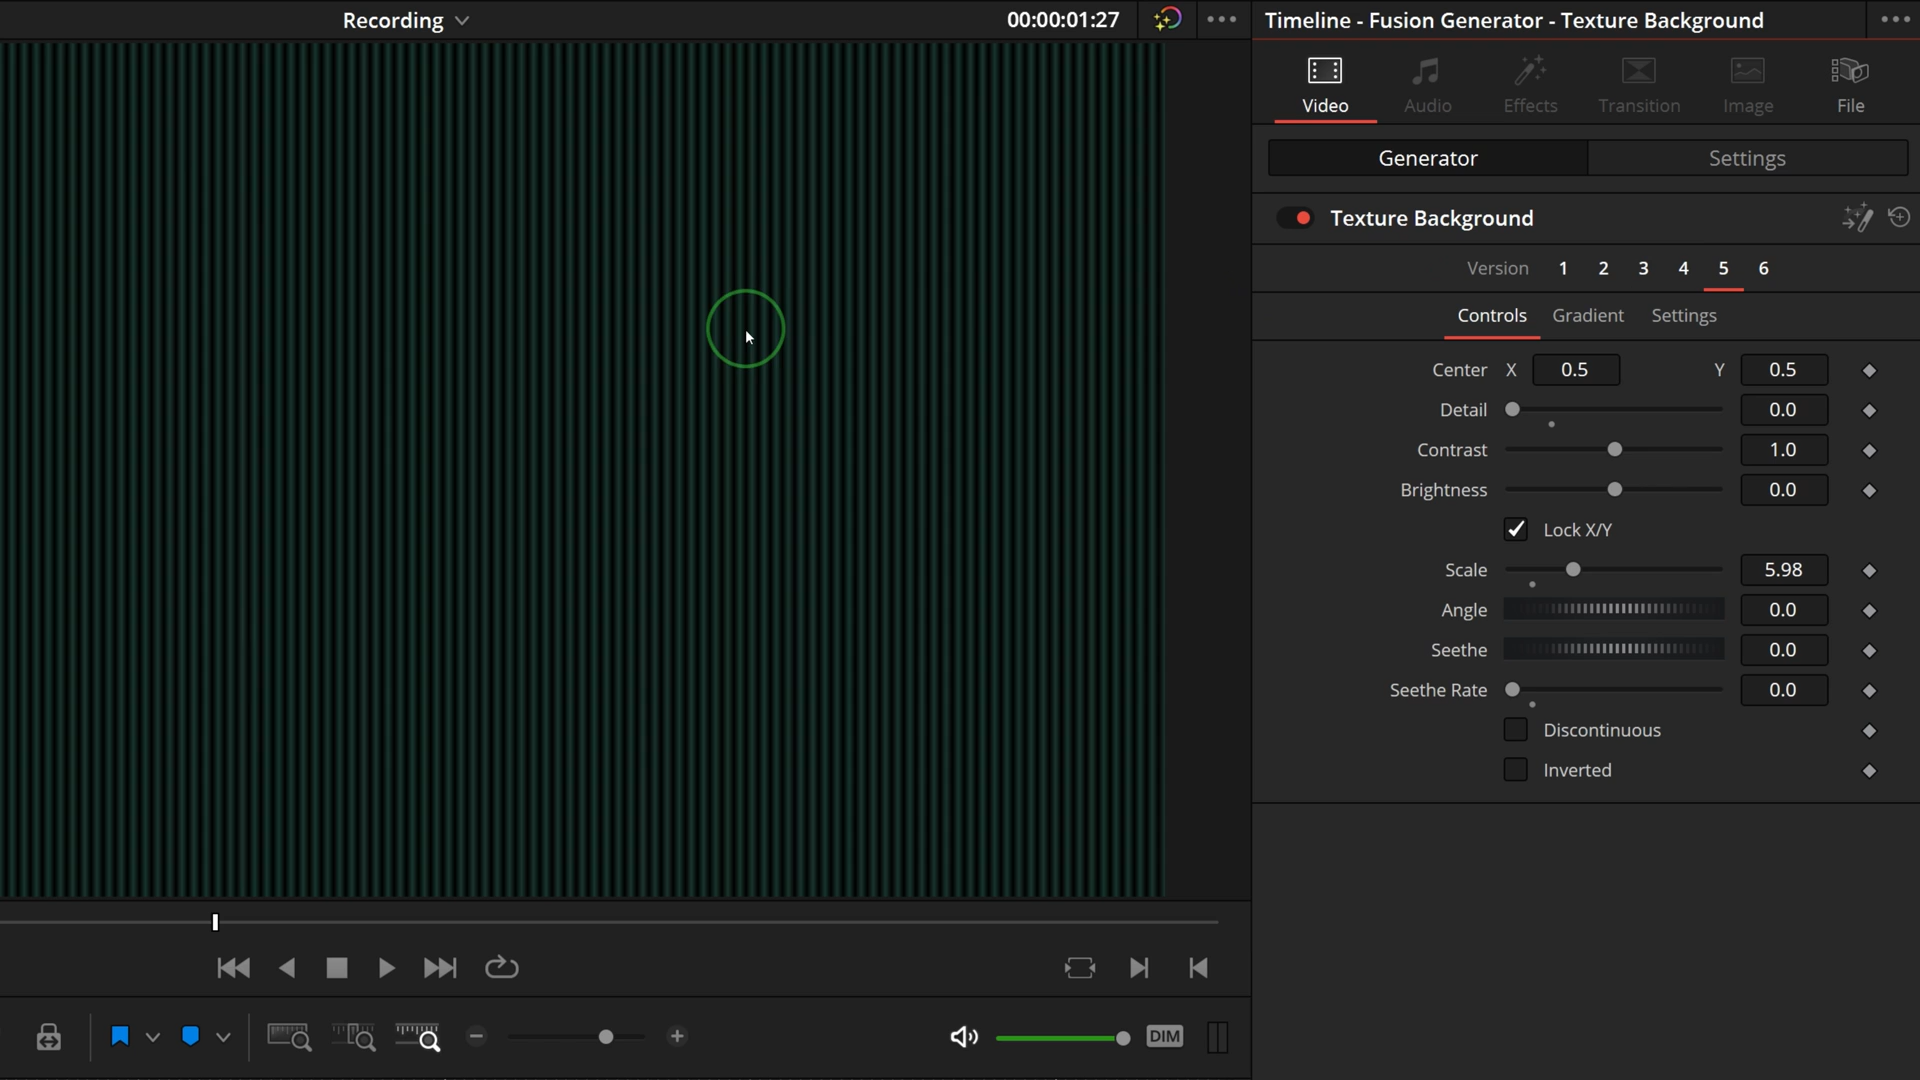 Recording
00:00:01:27
Timeline - Fusion Generator - Texture Background
Video
Audio
Effects
Transition
Image
File
Generator
Settings
Texture Background
Version 1 2 3 4 5 6
Controls Gradient Settings
Center X 0.5 Y 0.5
Detail 0.0
Contrast 1.0
Brightness 0.0
Lock X/Y
Scale 5.98
Angle 0.0
Seethe 0.0
Seethe Rate 0.0
Discontinuous
Inverted
DIM